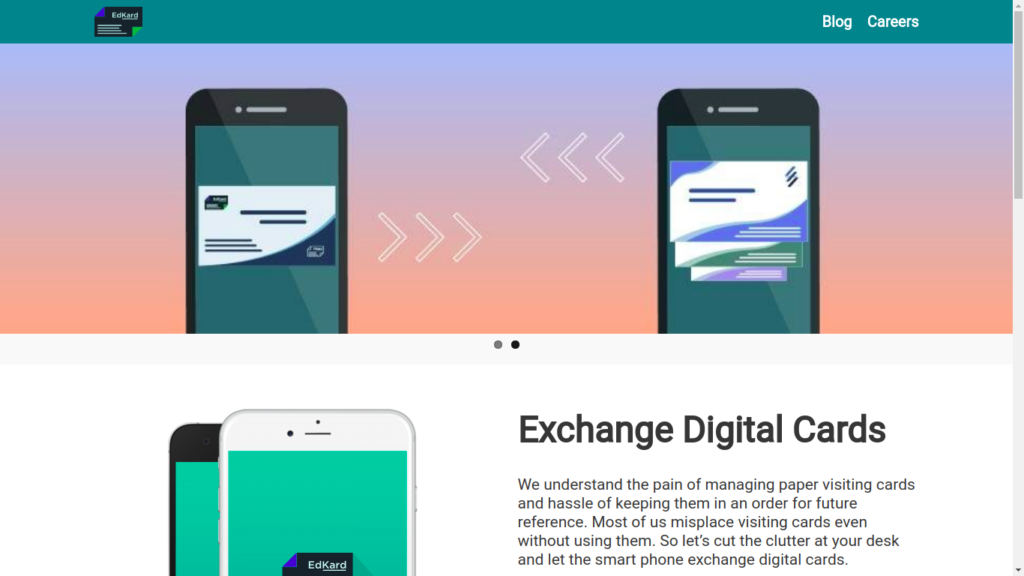 EdKard
Blog
Careers
EdKard
Exchange Digital Cards
We understand the pain of managing paper visiting cards
and hassle of keeping them in an order for future
reference. Most of us misplace visiting cards even
without using them. So let’s cut the clutter at your desk
and let the smart phone exchange digital cards.
EdKard